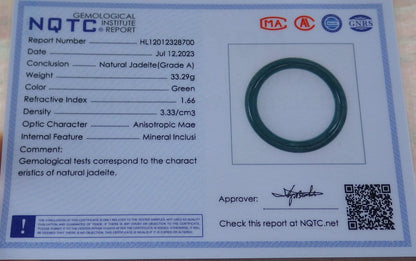 NQTC GEMOLOGICAL INSTITUTE ® REPORT
MA GNRS
Report Number HL12012328700
Date Jul 12,2023
Conclusion Natural Jadeite(Grade A)
Weight 33.29g
Color Green
Refractive Index 1.66
Density 3.33/cm3
Optic Character Anisotropic Mae
Internal Feature Mineral Inclusi
Comment:
Gemological tests correspond to the charact
eristics of natural jadeite.
Approver:
Check this report at NQTC.net